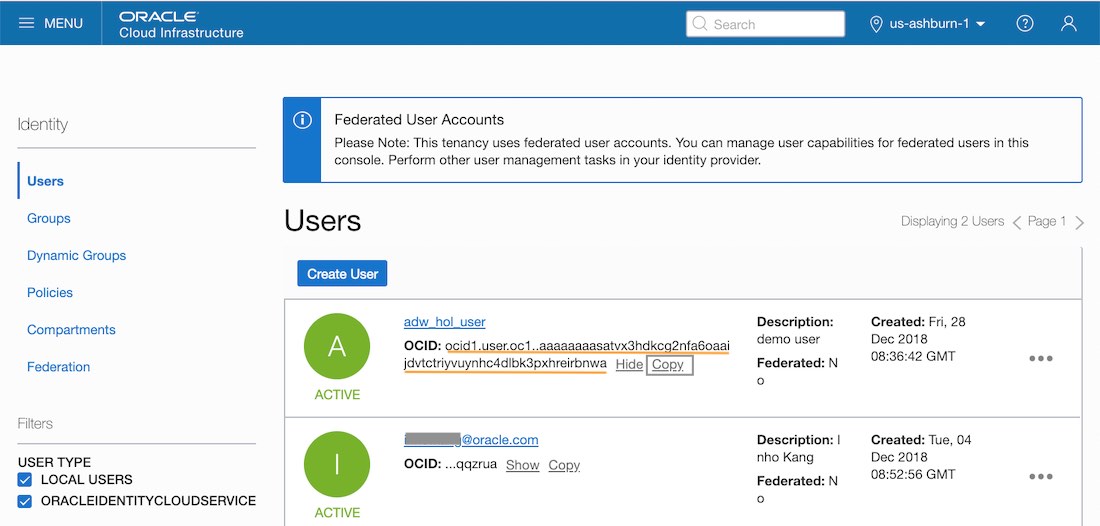 MENU
ORACLE
Cloud Infrastructure
Search
us-ashburn-1
Identity
Users
Groups
Dynamic Groups
Policies
Compartments
Federation
Filters
USER TYPE
LOCAL USERS
ORACLEIDENTITYCLOUDSERVICE
Federated User Accounts
Please Note: This tenancy uses federated user accounts. You can manage user capabilities for federated users in this
console. Perform other user management tasks in your identity provider.
Users
Displaying 2 Users
Page 1
Create User
A
ACTIVE
adw_hol_user
OCID: ocid1.user.oc1..aaaaaaaasatvx3hdkcg2nfa6oaai
jdvtctriyvuynhc4dlbk3pxhreirbnwa Hide Copy
Description:
demo user
Federated: N
o
Created: Fri, 28
Dec 2018
08:36:42 GMT
I
ACTIVE
@oracle.com
OCID: ...qqzrua Show Copy
Description: I
nho Kang
Federated: N
o
Created: Tue, 04
Dec 2018
08:52:56 GMT